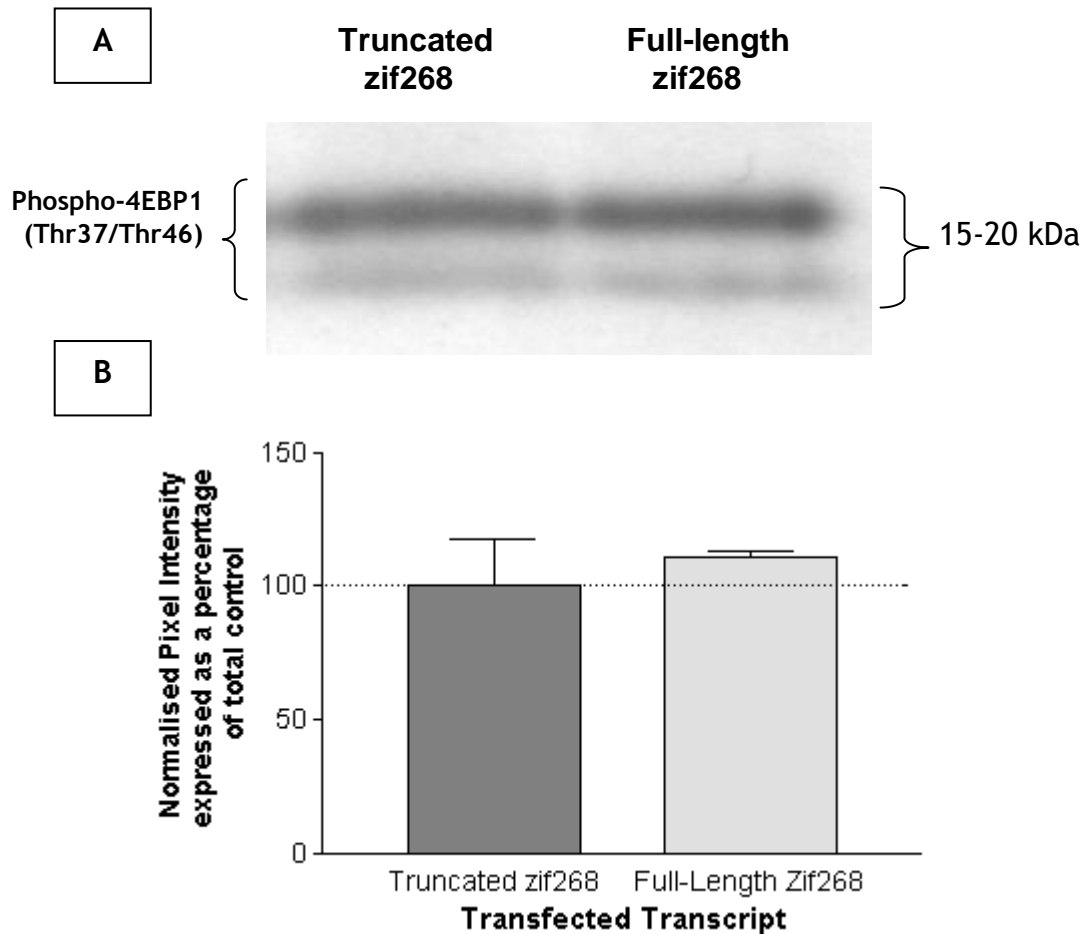 A
Truncated
zif268
Full-length
zif268
Phospho-4EBP1
(Thr37/Thr46)
15-20 kDa
B
Normalised Pixel Intensity
expressed as a percentage
of total control
150
100
50
0
Truncated zif268
Full-Length Zif268
Transfected Transcript